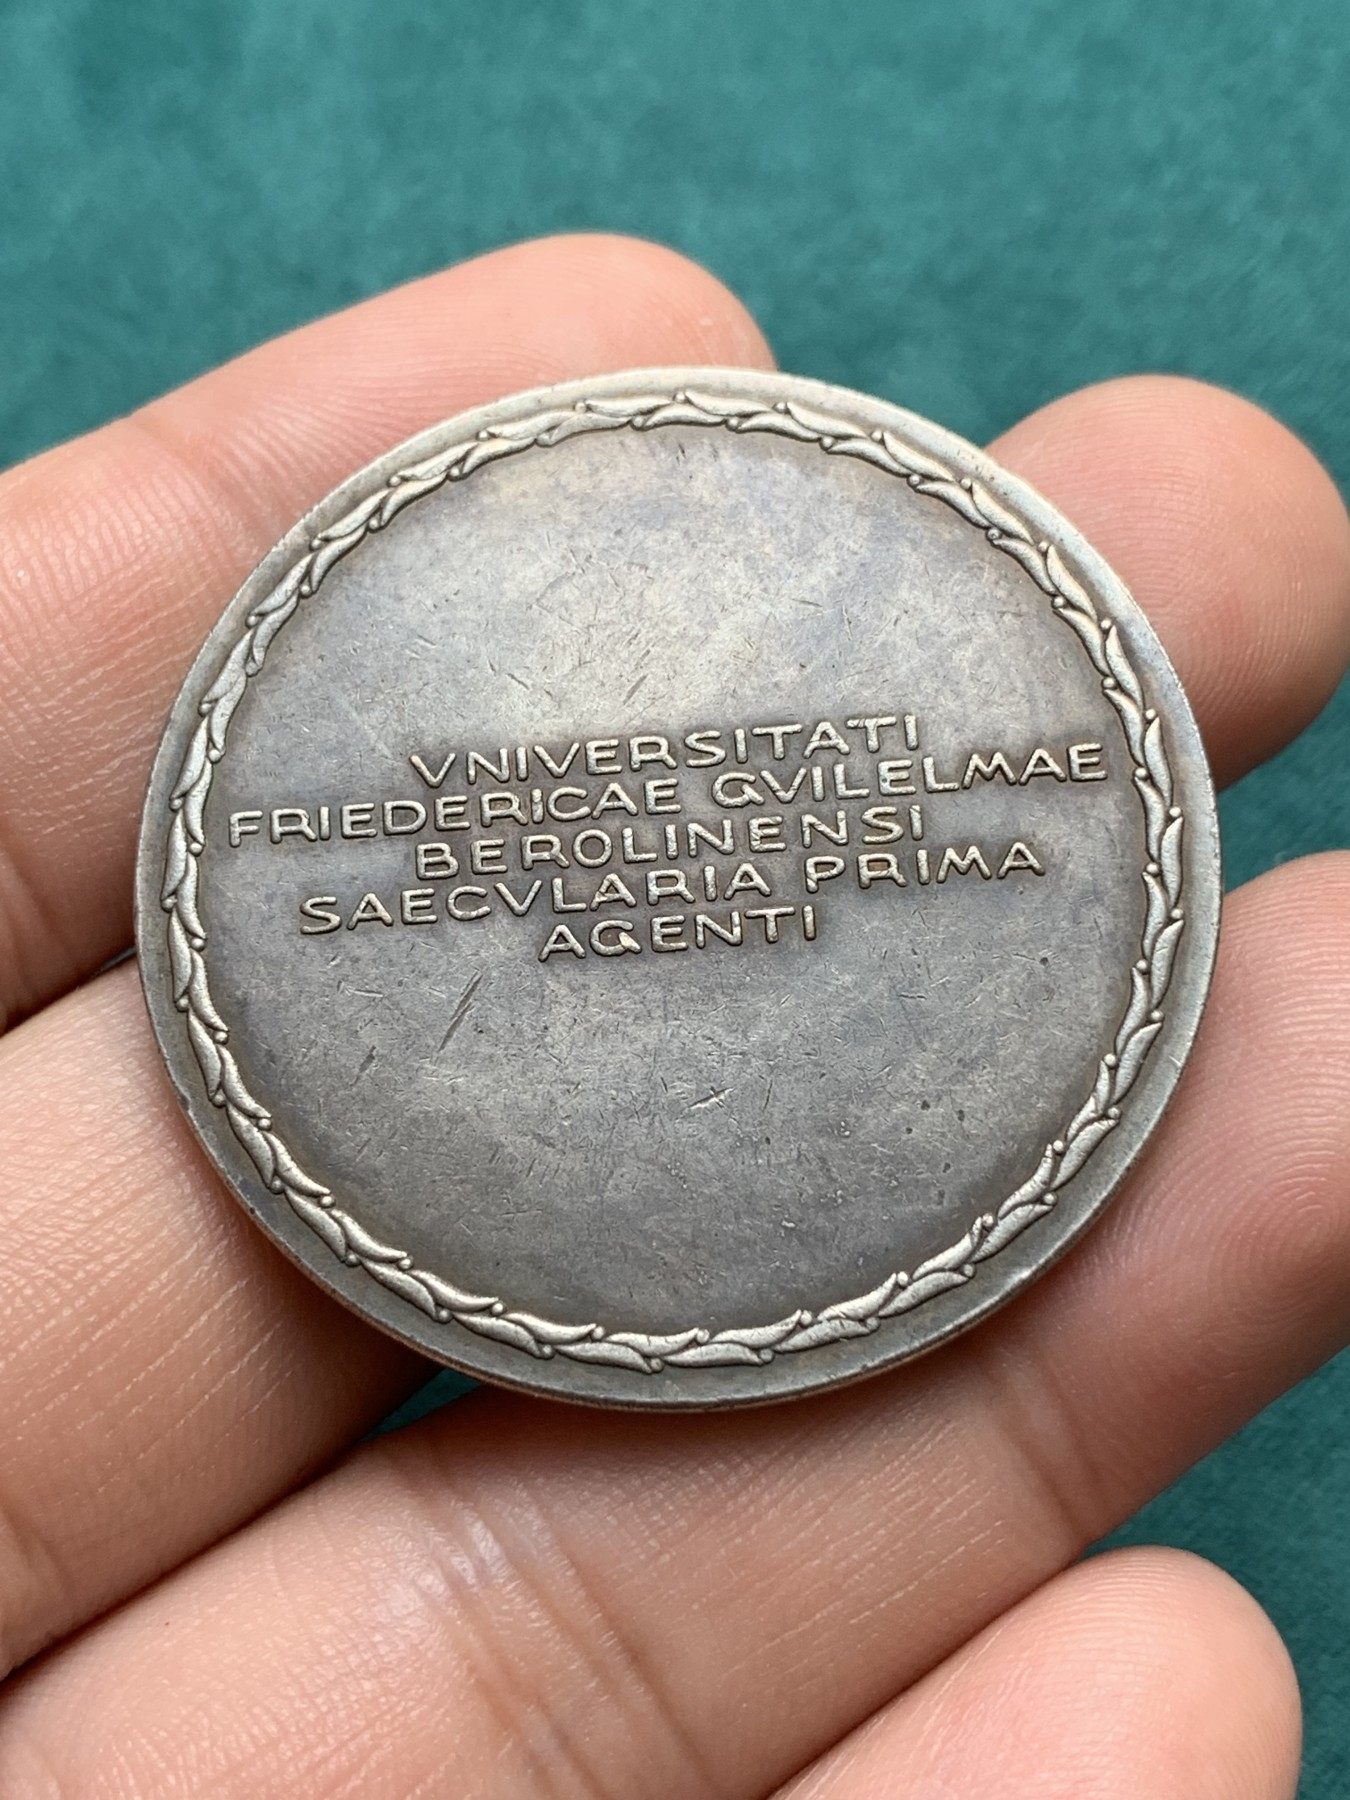 VNIVERSITATI
FRIEDERICAE GVILELMAE
BEROLINENSI
SAECVLARIA PRIMA
AGENTI